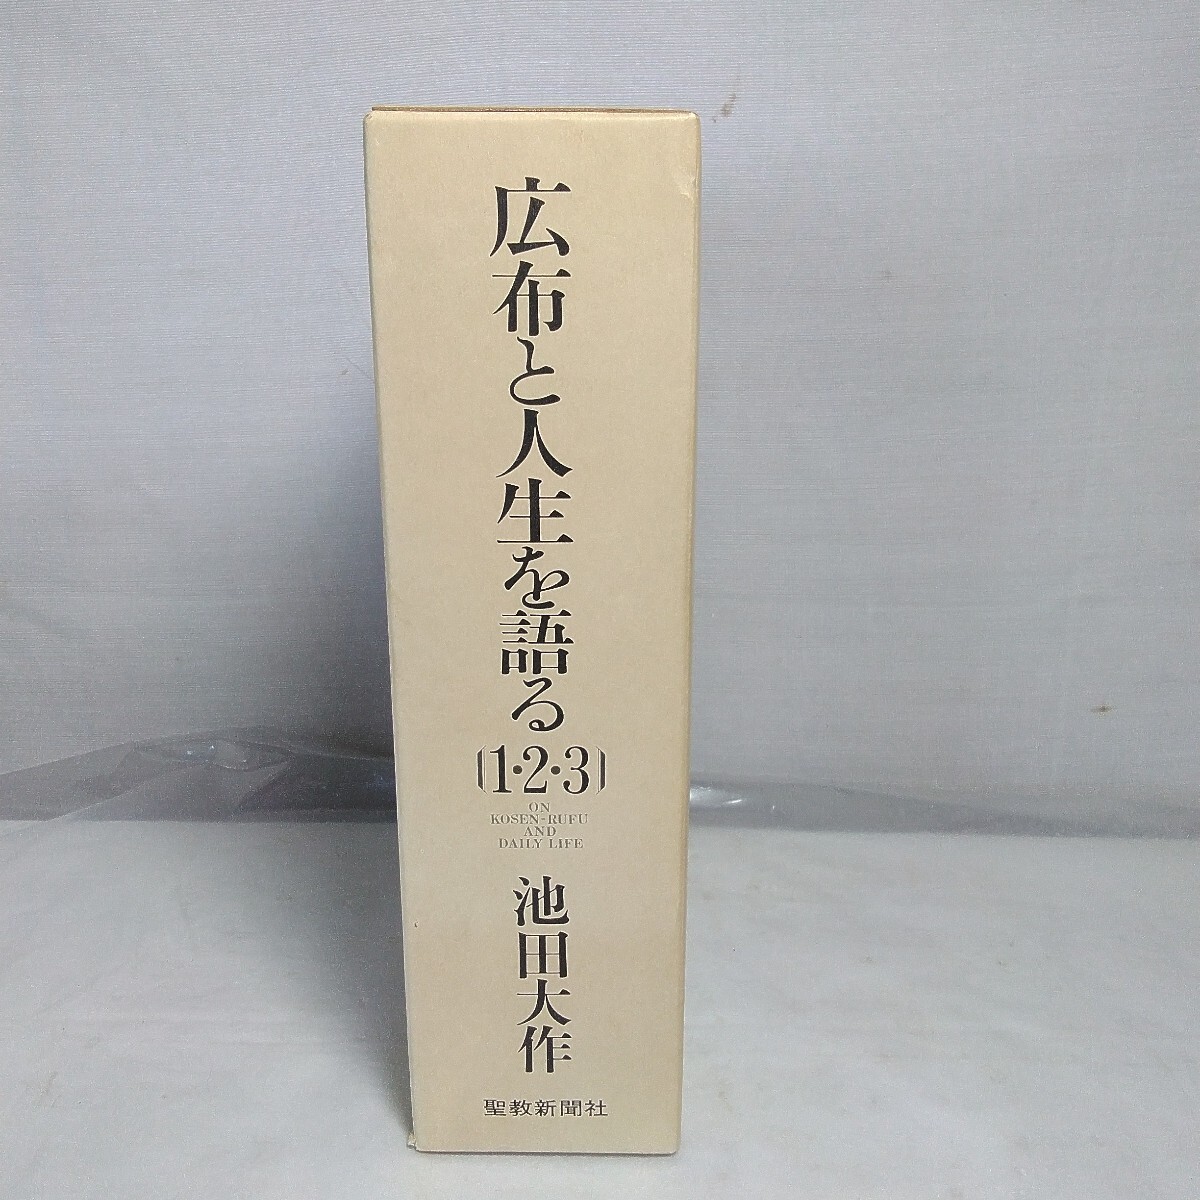 広布と人生を語る
(1・2・3)
ON
KOSEN-RUFU
AND
DAILY LIFE
池田大作
聖教新聞社